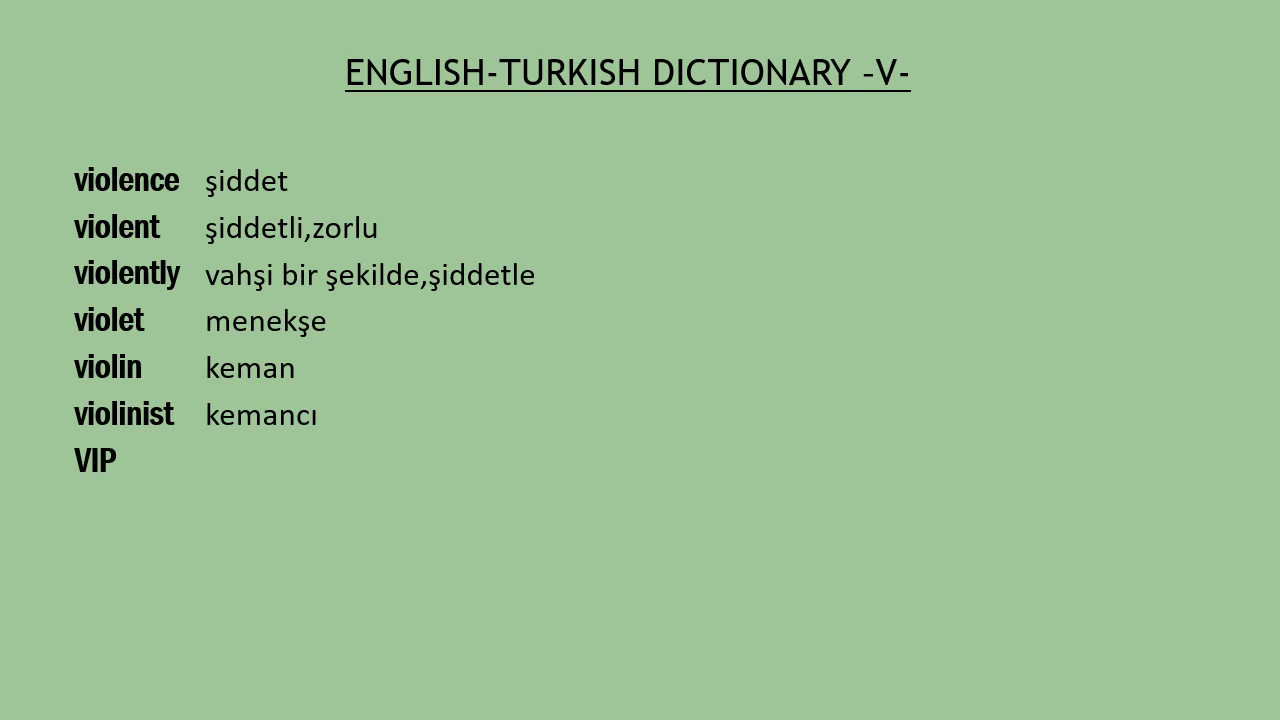 ENGLISH-TURKISH DICTIONARY –V-
violence şiddet
violent şiddetli,zorlu
violently vahşi bir şekilde,şiddetle
violet menekşe
violin keman
violinist kemancı
VIP